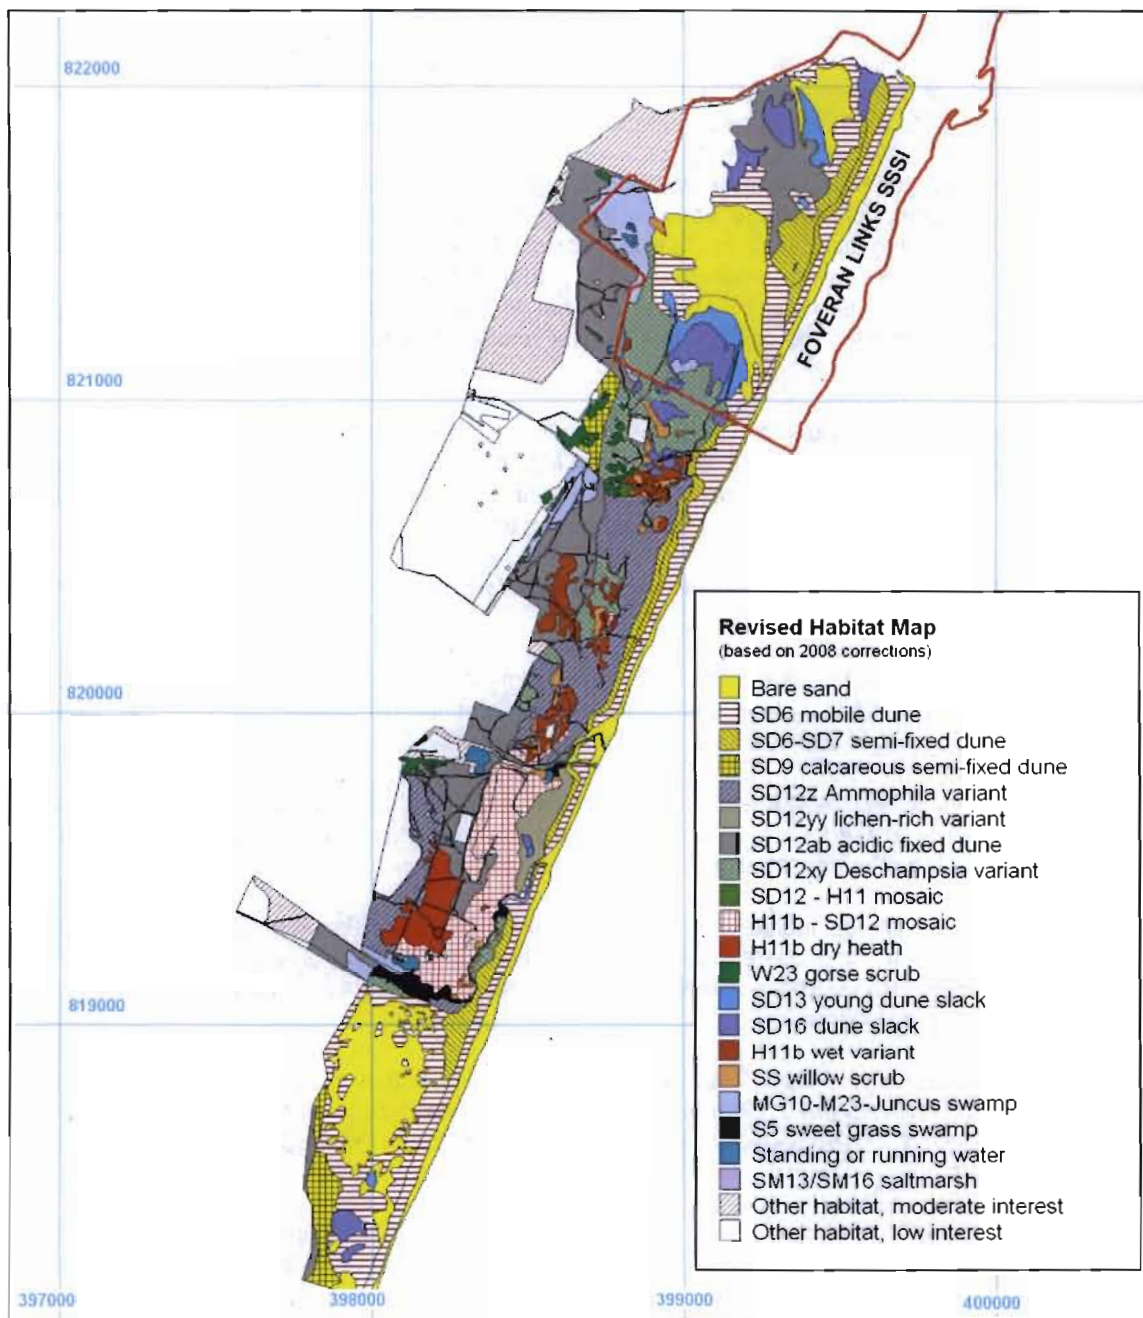 822000
FOVERAN LINKS SSSI
821000
820000
819000
397000
398000
399000
400000
Revised Habitat Map
(based on 2008 corrections)
Bare sand
SD6 mobile dune
SD6-SD7 semi-fixed dune
SD9 calcareous semi-fixed dune
SD12z Ammophila variant
SD12yy lichen-rich variant
SD12ab acidic fixed dune
SD12xy Deschampsia variant
SD12 - H11 mosaic
H11b - SD12 mosaic
H11b dry heath
W23 gorse scrub
SD13 young dune slack
SD16 dune slack
H11b wet variant
SS willow scrub
MG10-M23-Juncus swamp
S5 sweet grass swamp
Standing or running water
SM13/SM16 saltmarsh
Other habitat, moderate interest
Other habitat, low interest